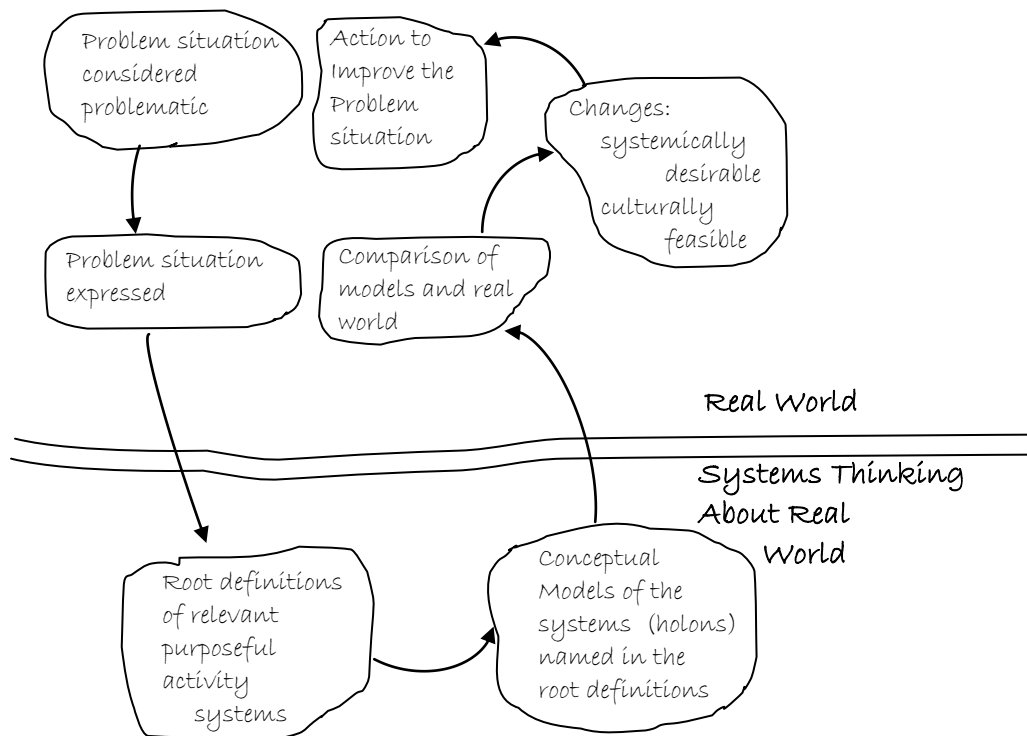 Problem situation
considered
problematic
Action to
Improve the
Problem
situation
Changes:
systemically
desirable
culturally
feasible
Problem situation
expressed
Comparison of
models and real
world
Real World
Systems Thinking
About Real
World
Root definitions
of relevant
purposeful
activity
systems
Conceptual
Models of the
systems (holons)
named in the
root definitions